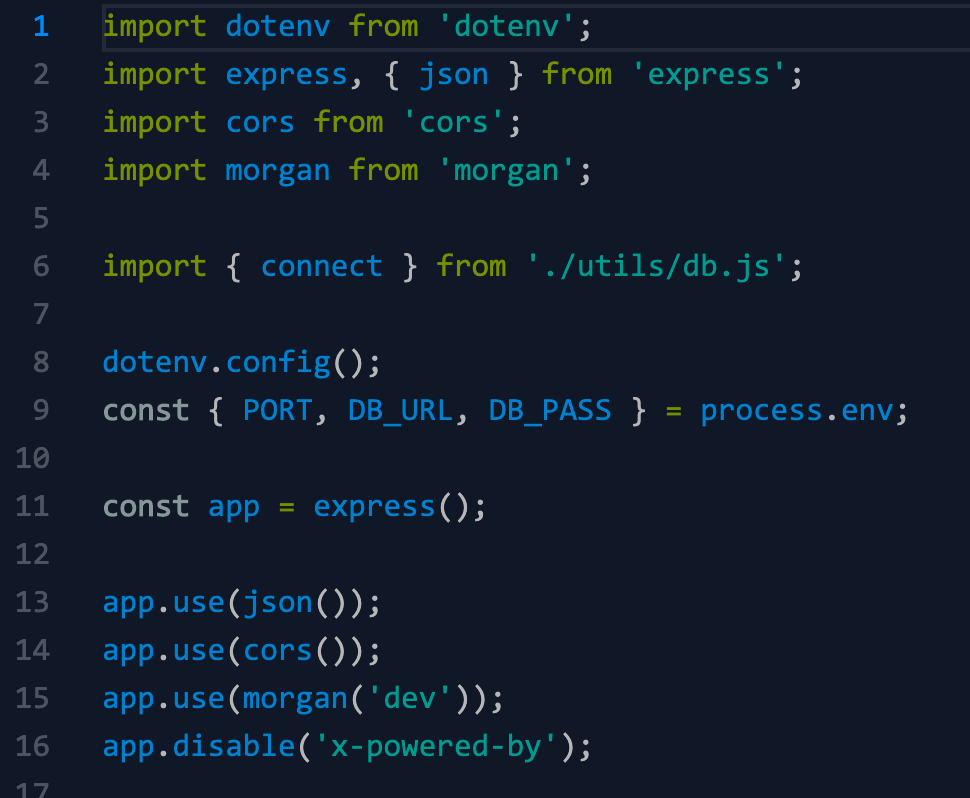 1 import dotenv from 'dotenv';
2 import express, { json } from 'express';
3 import cors from 'cors';
4 import morgan from 'morgan';
5
6 import { connect } from './utils/db.js';
7
8 dotenv.config();
9 const { PORT, DB_URL, DB_PASS } = process.env;
10
11 const app = express();
12
13 app.use(json());
14 app.use(cors());
15 app.use(morgan('dev'));
16 app.disable('x-powered-by');
17